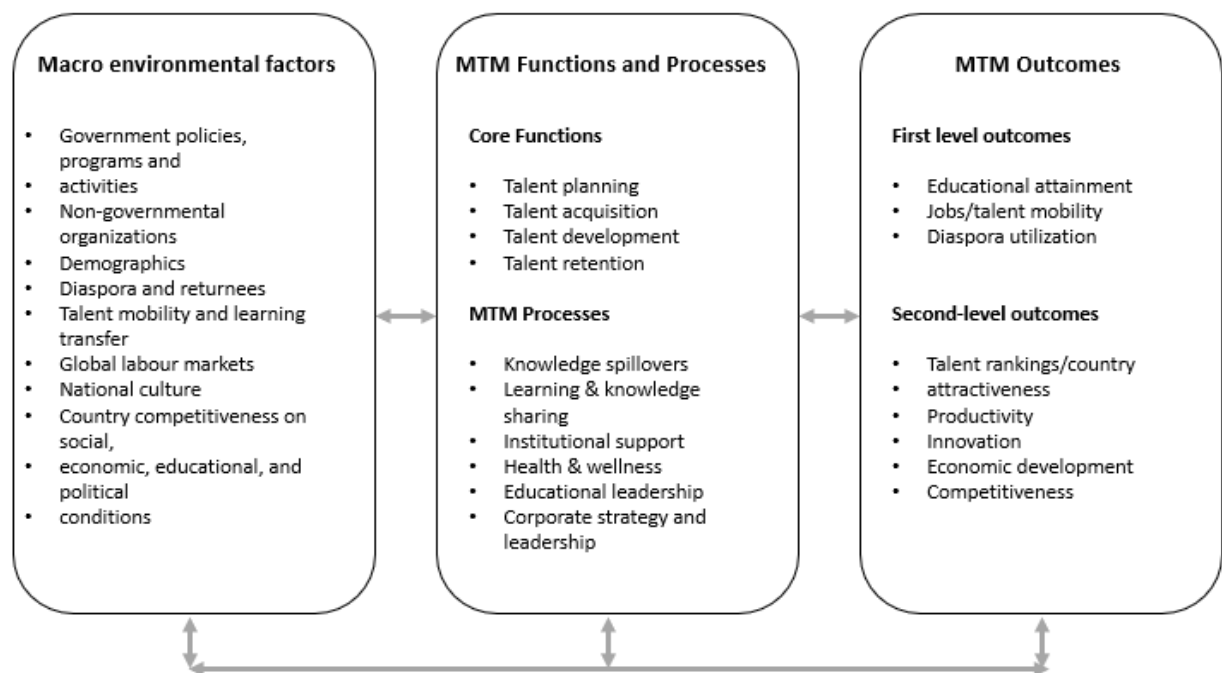 Macro environmental factors
• Government policies,
programs and
• activities
• Non-governmental
organizations
• Demographics
• Diaspora and returnees
• Talent mobility and learning
transfer
• Global labour markets
• National culture
• Country competitiveness on
social,
• economic, educational, and
political
• conditions
MTM Functions and Processes
Core Functions
• Talent planning
• Talent acquisition
• Talent development
• Talent retention
MTM Processes
• Knowledge spillovers
• Learning & knowledge
sharing
• Institutional support
• Health & wellness
• Educational leadership
• Corporate strategy and
leadership
MTM Outcomes
First level outcomes
• Educational attainment
• Jobs/talent mobility
• Diaspora utilization
Second-level outcomes
• Talent rankings/country
• attractiveness
• Productivity
• Innovation
• Economic development
• Competitiveness